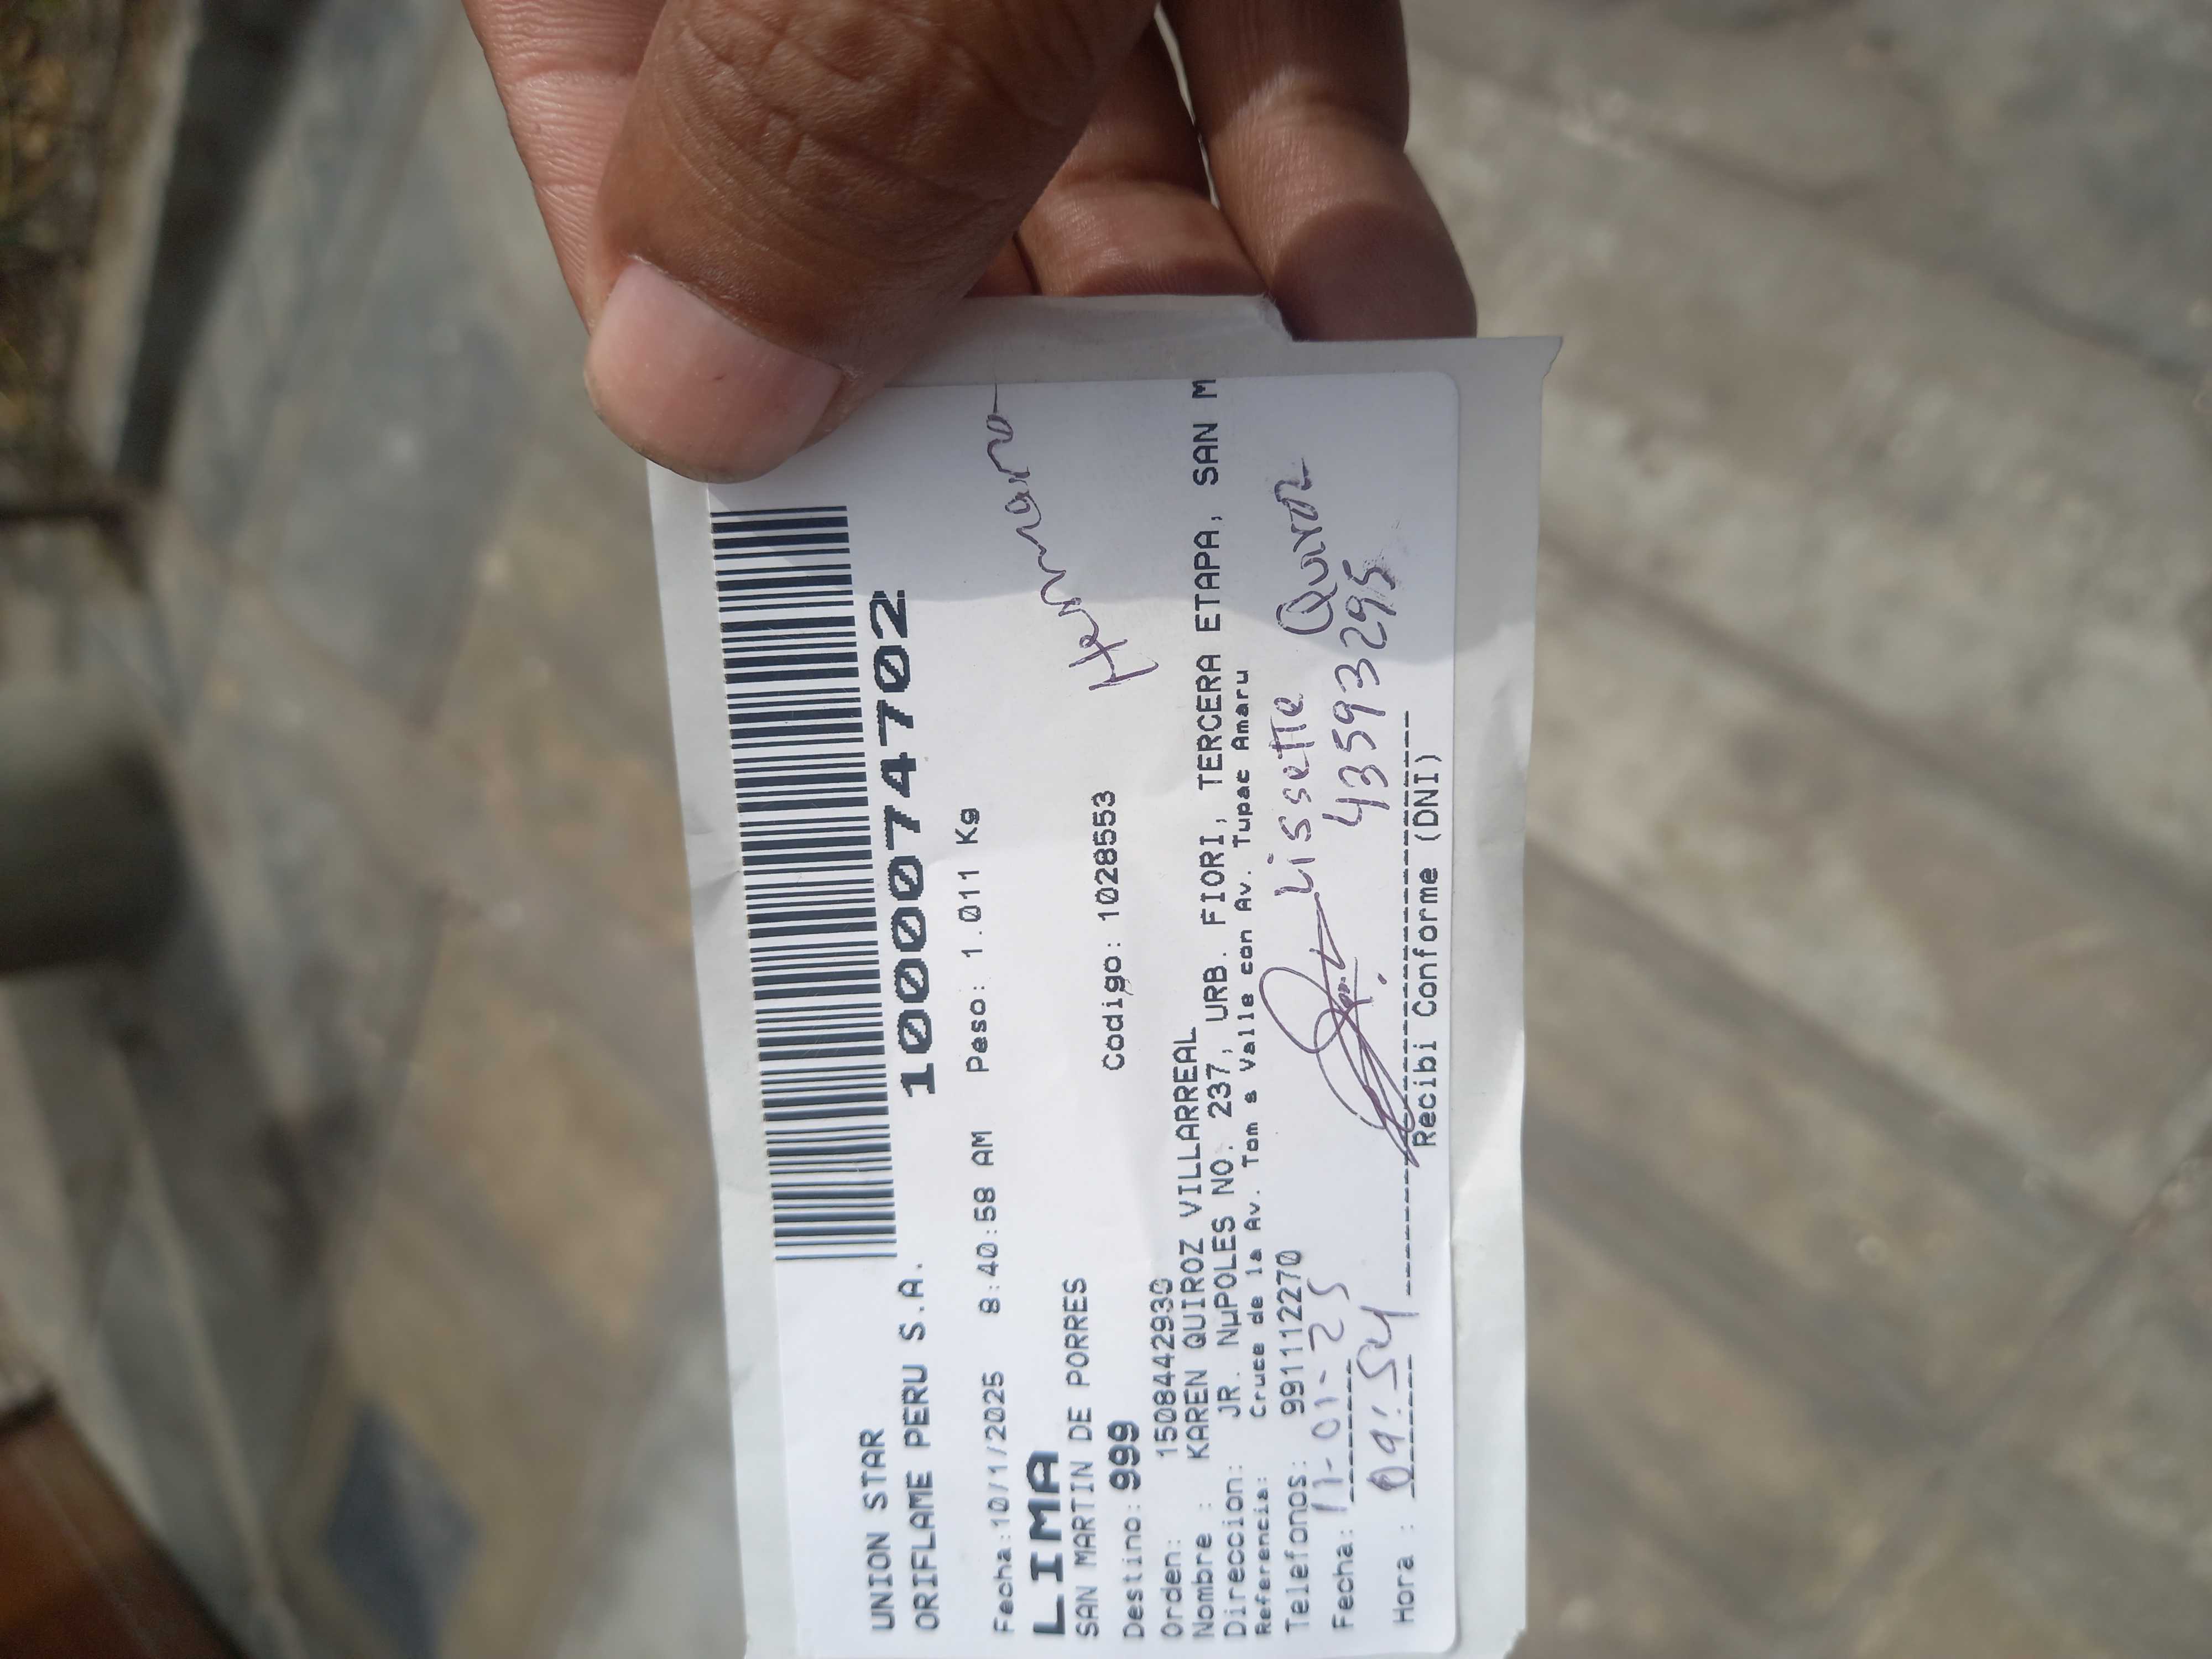 UNION STAR
ORIFLAME PERU S.A.
1000074702
Fecha:10/1/2025 8:40:58 AM Peso: 1.011 Kg
LIMA
SAN MARTIN DE PORRES
Hermana
Destino: 999 Codigo: 1028553
Orden: 150844293
Nombre : KAREN QUIROZ VILLARREAL
Direccion: JR. NµPOLES NO. 237, URB. FIORI, TERCERA ETAPA, SAN M
Referencia: Cruce de la Av. Tom s Valle con Av. Tupac Amaru
Telefonos: 991112270
Lissette Quiroz
Fecha: 11-01-25
43593295
Hora : 09:54
Recibi Conforme (DNI)